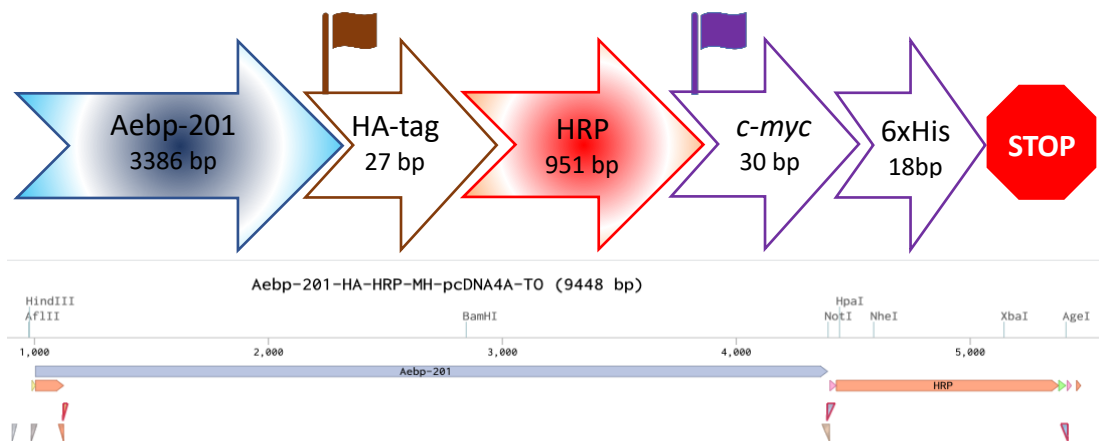 Aebp-201
3386 bp
HA-tag
27 bp
HRP
951 bp
c-myc
30 bp
6xHis
18bp
STOP
Aebp-201-HA-HRP-MH-pcDNA4A-TO (9448 bp)
HindIII HpaI
AflII BamHI NotI NheI XbaI AgeI
1,000 2,000 3,000 4,000 5,000
Aebp-201
HRP